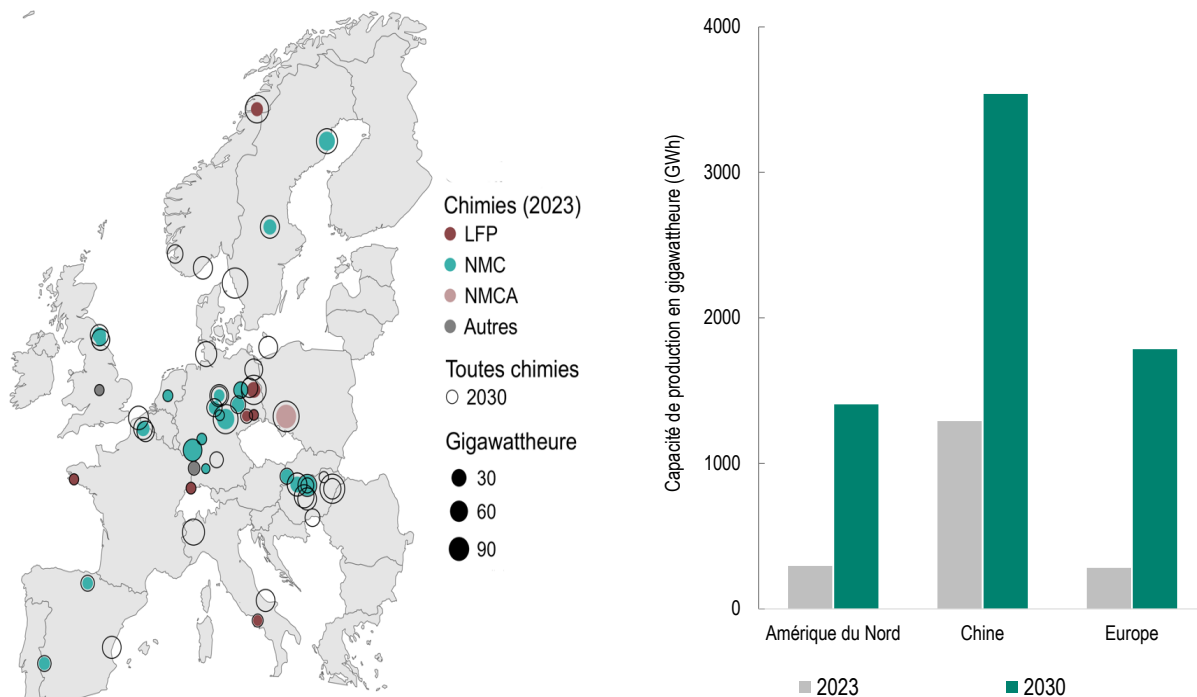 Chimies (2023)
LFP
NMC
NMCA
Autres
Toutes chimies
2030
Gigawattheure
30
60
90
Capacité de production en gigawattheure (GWh)
4000
3000
2000
1000
0
Amérique du Nord
Chine
Europe
2023
2030